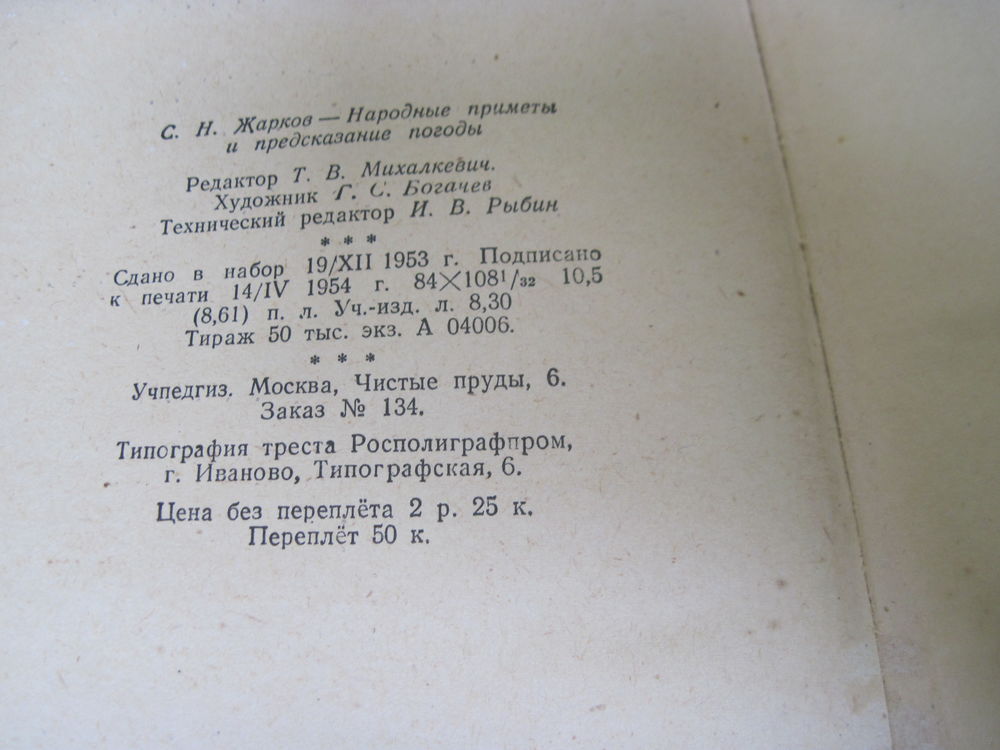 С. Н. Жарков — Народные приметы
и предсказание погоды
Редактор Т. В. Михалкевич.
Художник Г. С. Богачев
Технический редактор И. В. Рыбин
* * *
Сдано в набор 19/XII 1953 г. Подписано
к печати 14/IV 1954 г. 84×108¹/₃₂ 10,5
(8,61) п. л. Уч.-изд. л. 8,30
Тираж 50 тыс. экз. А 04006.
* * *
Учпедгиз. Москва, Чистые пруды, 6.
Заказ № 134.
Типография треста Росполиграфпром,
г. Иваново, Типографская, 6.
Цена без переплёта 2 р. 25 к.
Переплёт 50 к.